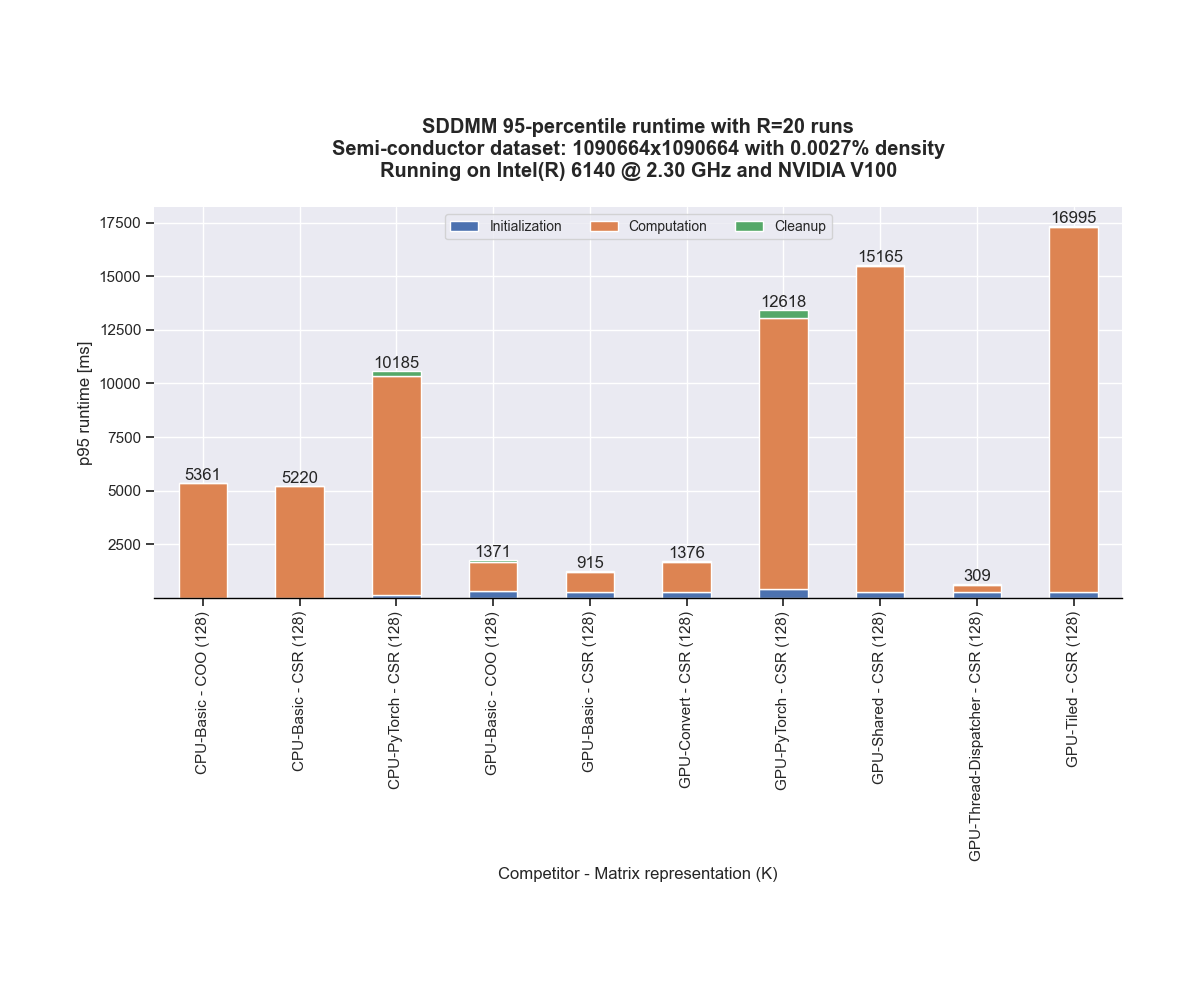 SDDMM 95-percentile runtime with R=20 runs
Semi-conductor dataset: 1090664x1090664 with 0.0027% density
Running on Intel(R) 6140 @ 2.30 GHz and NVIDIA V100
Initialization Computation Cleanup
p95 runtime [ms]
17500
15000
12500
10000
7500
5000
2500
5361
5220
10185
1371
915
1376
12618
15165
309
16995
CPU-Basic - COO (128)
CPU-Basic - CSR (128)
CPU-PyTorch - CSR (128)
GPU-Basic - COO (128)
GPU-Basic - CSR (128)
GPU-Convert - CSR (128)
GPU-PyTorch - CSR (128)
GPU-Shared - CSR (128)
GPU-Thread-Dispatcher - CSR (128)
GPU-Tiled - CSR (128)
Competitor - Matrix representation (K)